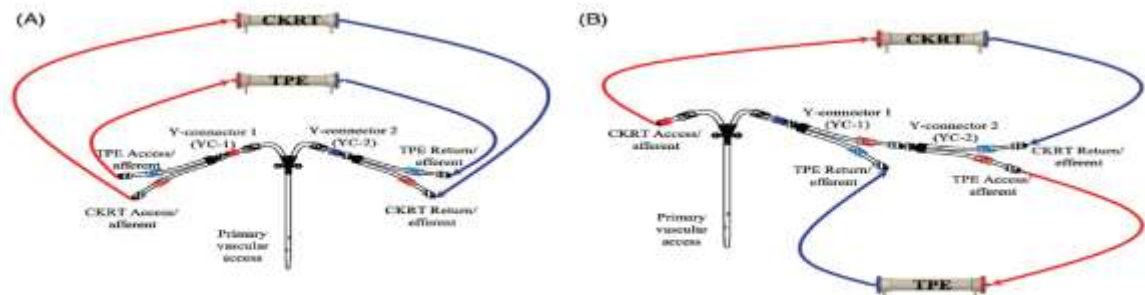 (A)
CKRT
TPE
Y-connector 1
(YC-1)
Y-connector 2
(YC-2)
TPE Access/
afferent
TPE Return/
efferent
CKRT Access/
afferent
CKRT Return/
efferent
Primary
vascular
access
(B)
CKRT
CKRT Access/
afferent
Y-connector 1
(YC-1)
Y-connector 2
(YC-2)
CKRT Return/
efferent
TPE Return/
efferent
TPE Access/
afferent
Primary
vascular
access
TPE